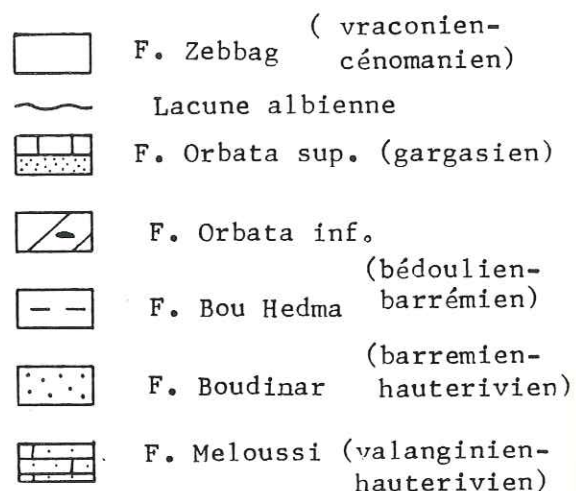 ( vraconien-
F. Zebbag cénomanien)
Lacune albienne
F. Orbata sup. (gargasien)
F. Orbata inf.
(bédoulien-
F. Bou Hedma barrémien)
(barremien-
F. Boudinar hauterivien)
F. Meloussi (valanginien-
hauterivien)